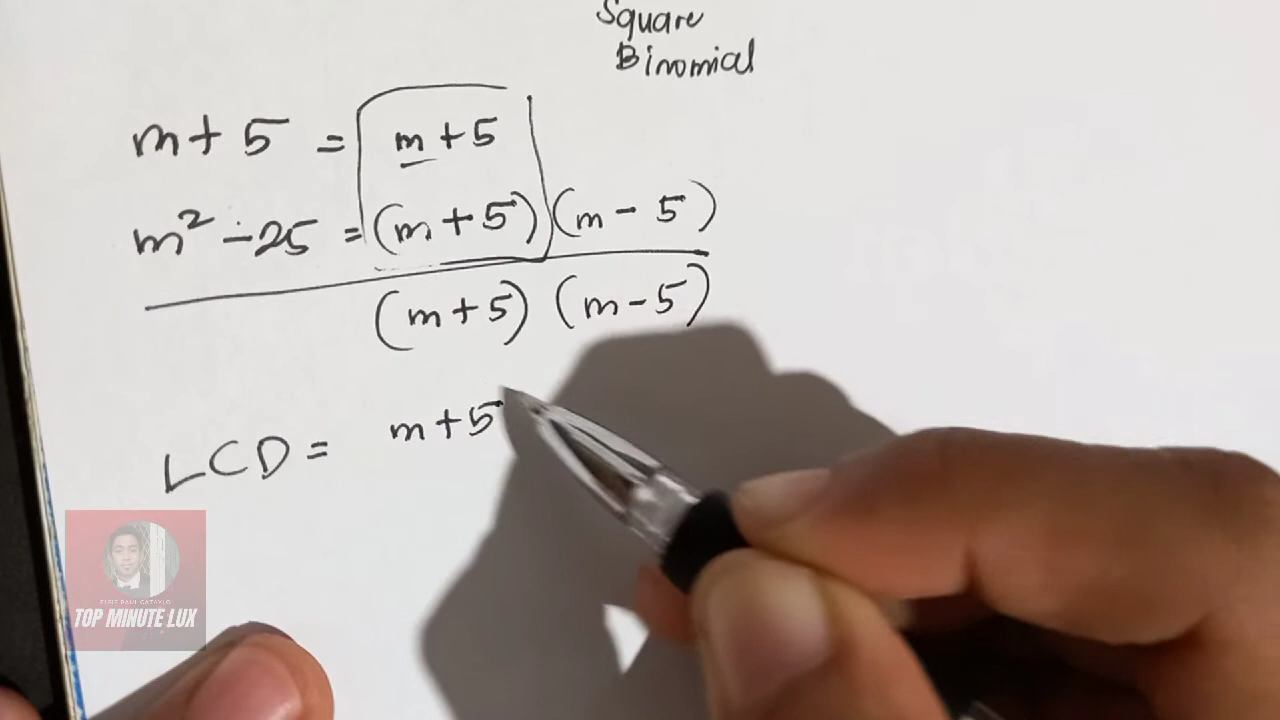 Square
Binomial
m + 5 = m + 5
m² - 25 = (m + 5) (m - 5)
(m + 5) (m - 5)
LCD = m + 5
TOP MINUTE LUX